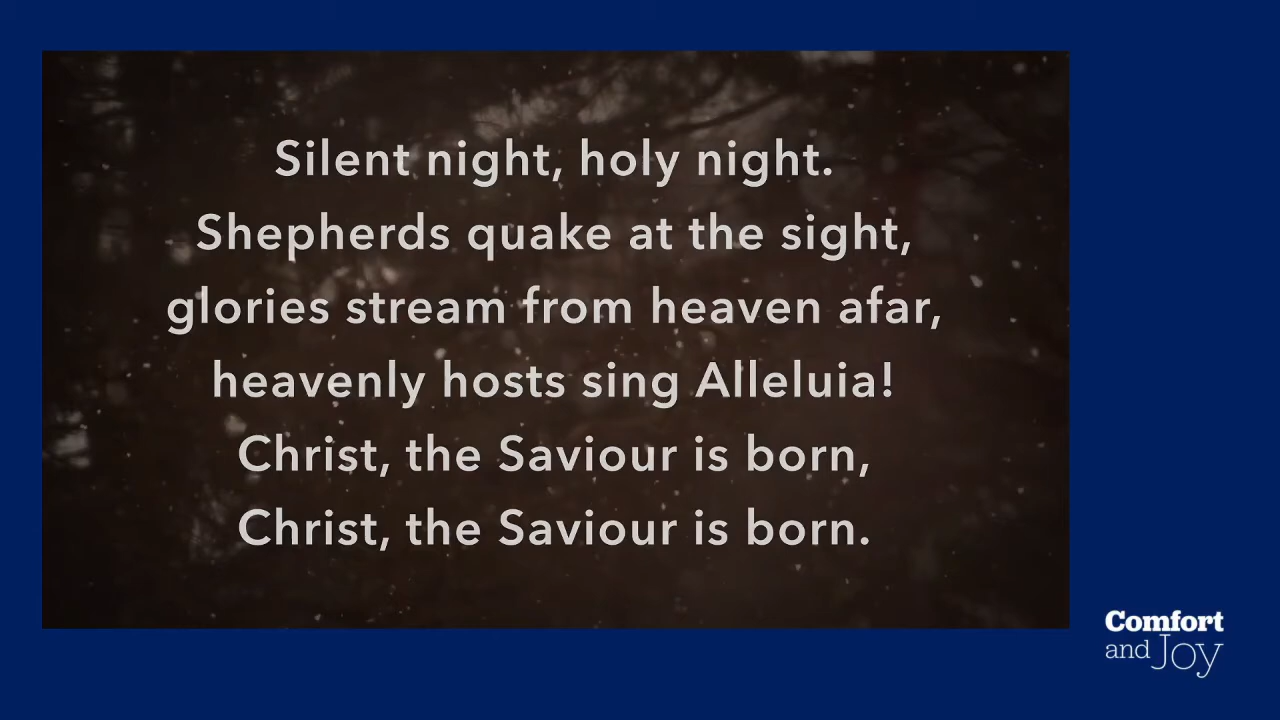 Silent night, holy night.
Shepherds quake at the sight,
glories stream from heaven afar,
heavenly hosts sing Alleluia!
Christ, the Saviour is born,
Christ, the Saviour is born.
Comfort
and Joy